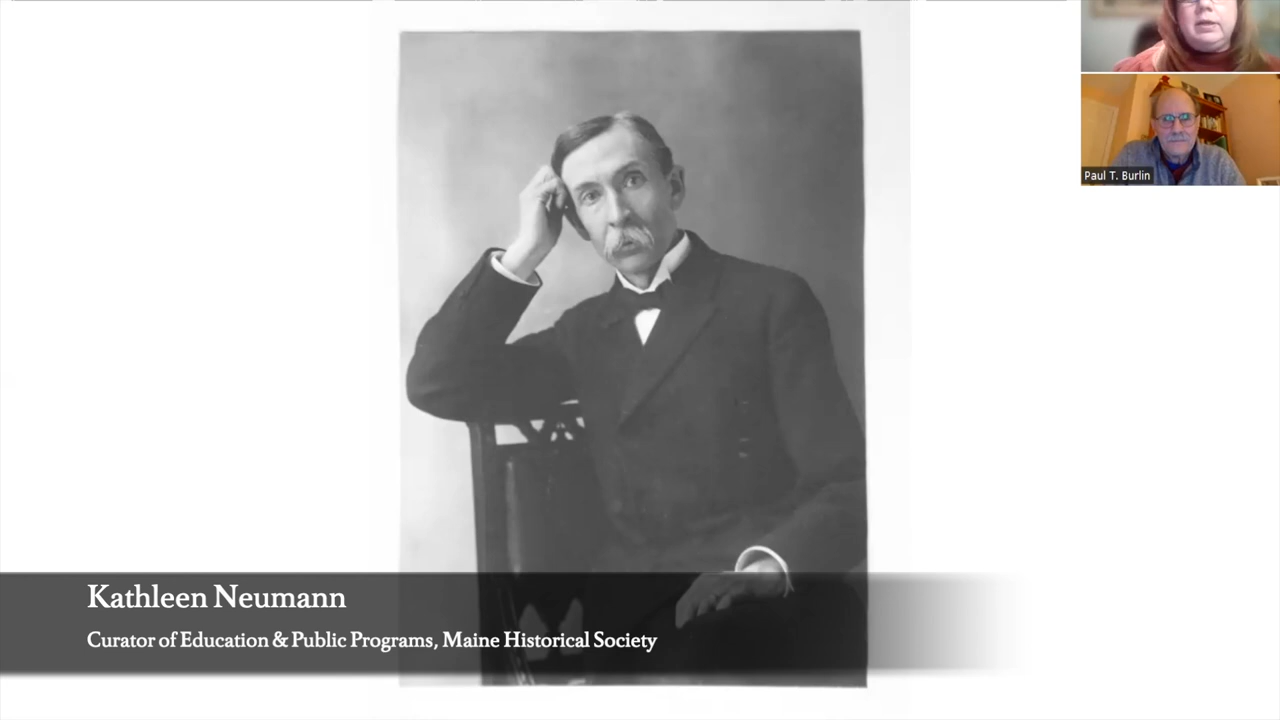 Paul T. Burlin
Kathleen Neumann
Curator of Education & Public Programs, Maine Historical Society